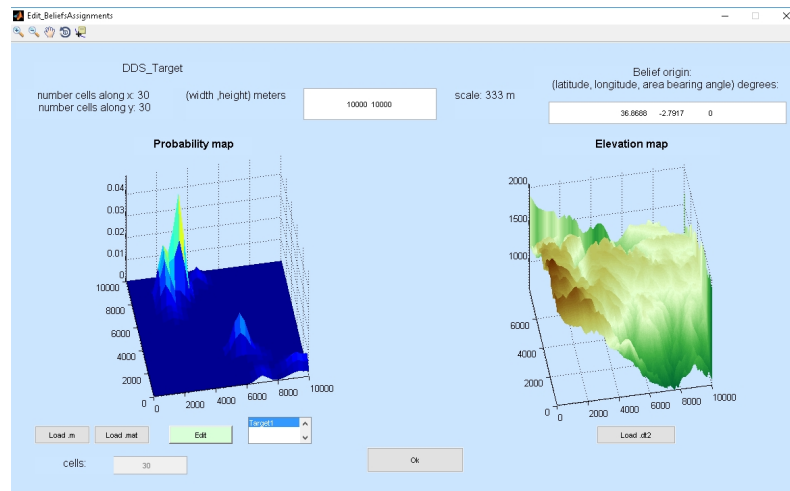 Edit_BeliefsAssignments
DDS_Target
number cells along x: 30
number cells along y: 30
(width ,height) meters
10000 10000
scale: 333 m
Belief origin:
(latitude, longitude, area bearing angle) degrees:
36.8688 -2.7917 0
Probability map
0.04
0.03
0.02
0.01
0
10000
8000
6000
4000
2000
0
0
2000
4000
6000
8000
10000
Elevation map
2000
1500
1000
6000
4000
2000
0
0
2000
4000
6000
8000
10000
Load .m
Load .mat
Edit
Target1
Load .dt2
cells:
30
Ok